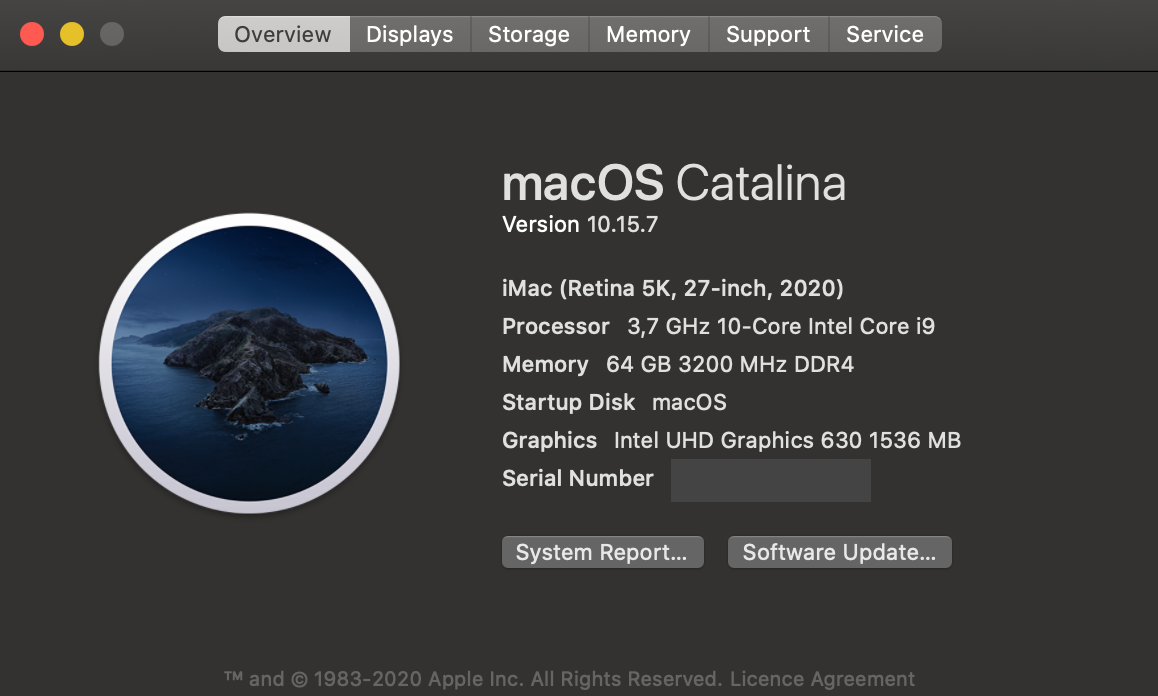 Overview Displays Storage Memory Support Service
macOS Catalina
Version 10.15.7
iMac (Retina 5K, 27-inch, 2020)
Processor 3,7 GHz 10-Core Intel Core i9
Memory 64 GB 3200 MHz DDR4
Startup Disk macOS
Graphics Intel UHD Graphics 630 1536 MB
Serial Number
System Report... Software Update...
™ and © 1983-2020 Apple Inc. All Rights Reserved. Licence Agreement